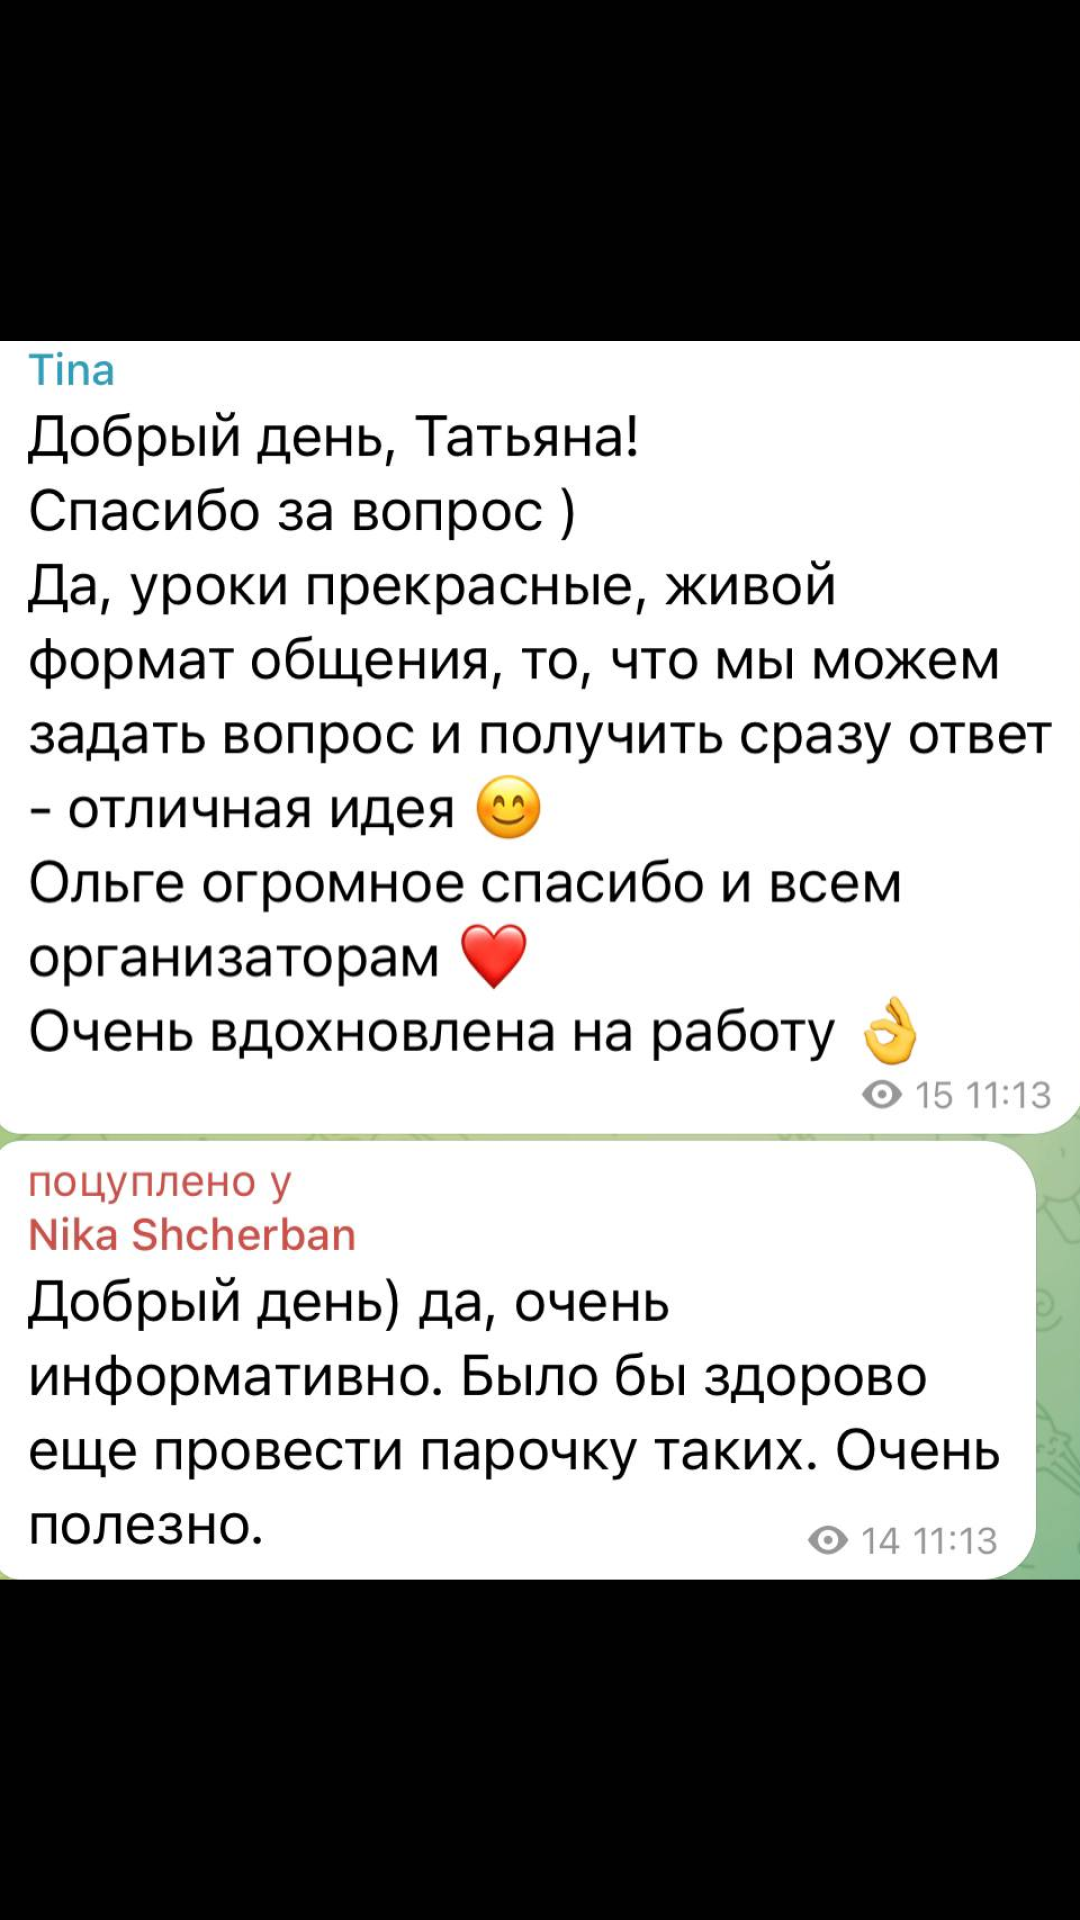 Tina
Добрый день, Татьяна!
Спасибо за вопрос )
Да, уроки прекрасные, живой
формат общения, то, что мы можем
задать вопрос и получить сразу ответ
- отличная идея 😊
Ольге огромное спасибо и всем
организаторам ❤️
Очень вдохновлена на работу 👌
15 11:13
поцуплено у
Nika Shcherban
Добрый день) да, очень
информативно. Было бы здорово
еще провести парочку таких. Очень
полезно.
14 11:13